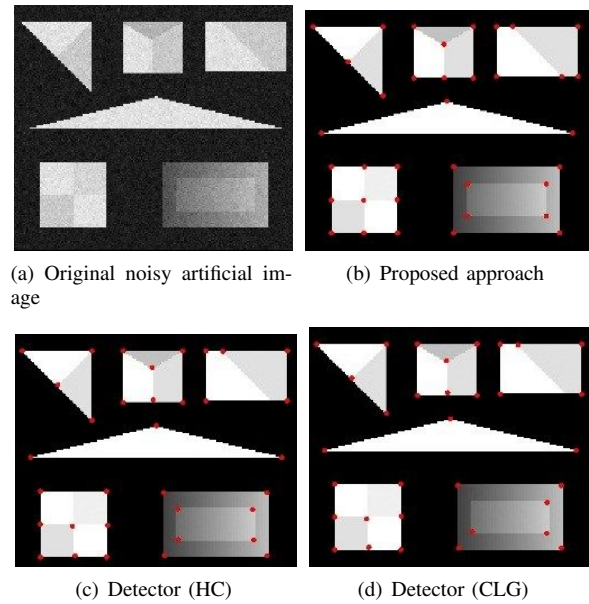 (a) Original noisy artificial im-
age
(b) Proposed approach
(c) Detector (HC)
(d) Detector (CLG)